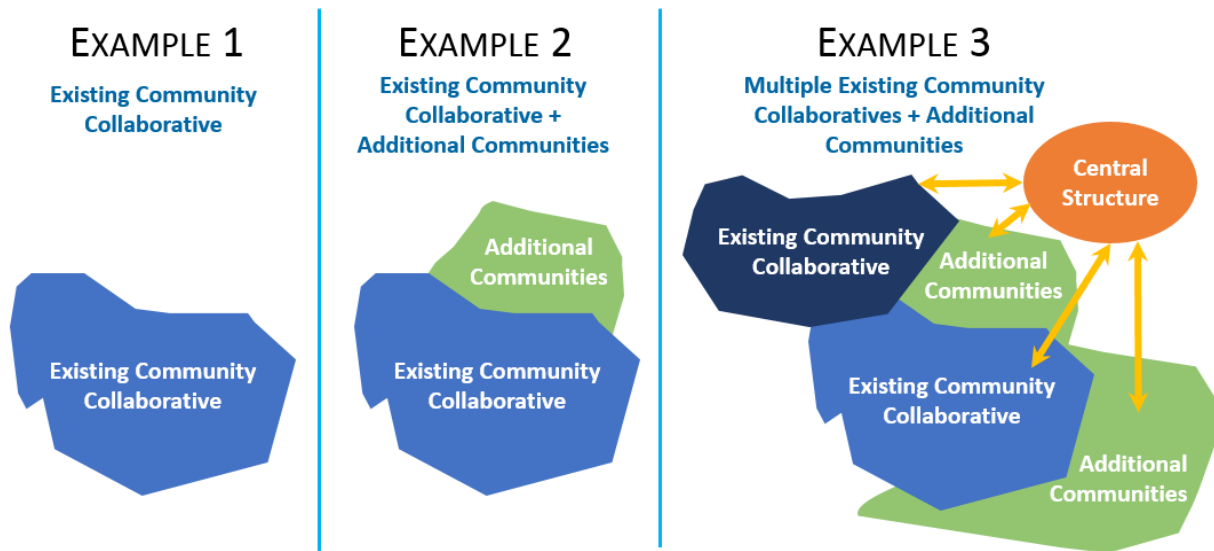 EXAMPLE 1
Existing Community
Collaborative
Existing Community
Collaborative
EXAMPLE 2
Existing Community
Collaborative +
Additional Communities
Additional
Communities
Existing Community
Collaborative
EXAMPLE 3
Multiple Existing Community
Collaboratives + Additional
Communities
Central
Structure
Existing Community
Collaborative
Additional
Communities
Existing Community
Collaborative
Additional
Communities